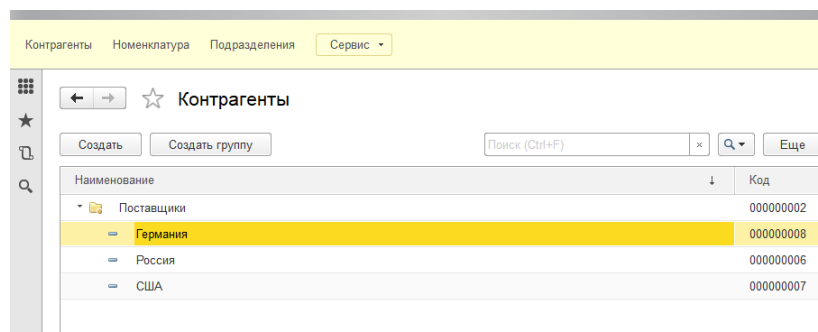 Контрагенты Номенклатура Подразделения Сервис
Контрагенты
Создать Создать группу Поиск (Ctrl+F) × Еще
Наименование ↓ Код
Поставщики 000000002
Германия 000000008
Россия 000000006
США 000000007